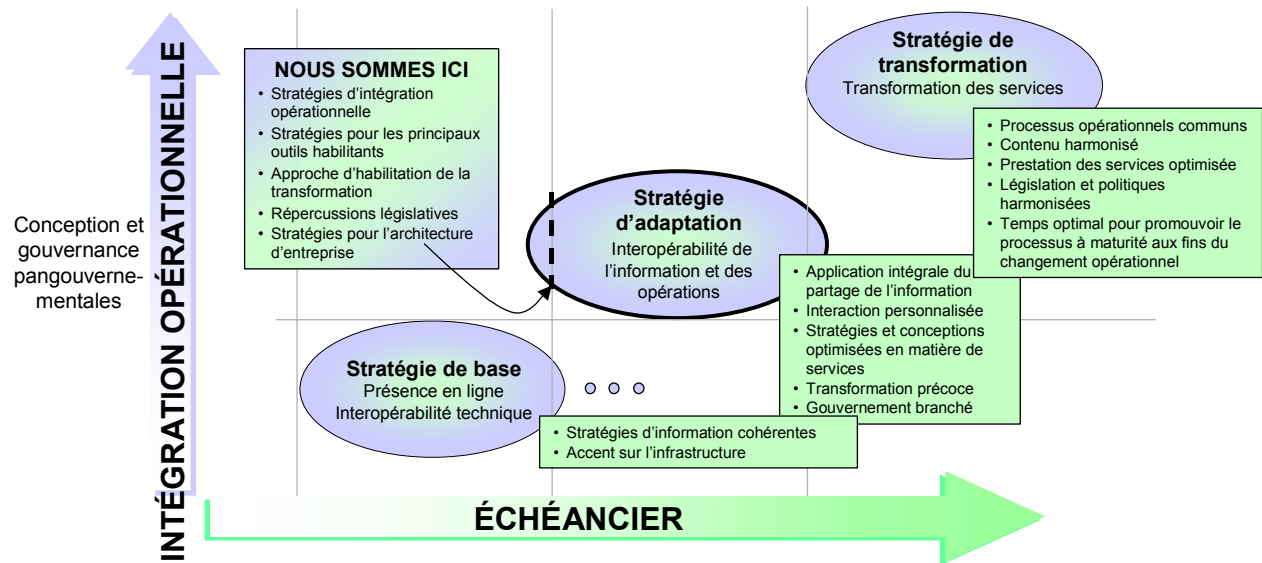 INTÉGRATION OPÉRATIONNELLE
Conception et
gouvernance
pangouverne-
mentales
NOUS SOMMES ICI
• Stratégies d'intégration
opérationnelle
• Stratégies pour les principaux
outils habilitants
• Approche d'habilitation de la
transformation
• Répercussions législatives
• Stratégies pour l'architecture
d'entreprise
Stratégie de
transformation
Transformation des services
• Processus opérationnels communs
• Contenu harmonisé
• Prestation des services optimisée
• Législation et politiques
harmonisées
• Temps optimal pour promouvoir le
processus à maturité aux fins du
changement opérationnel
Stratégie
d'adaptation
Interopérabilité de
l'information et des
opérations
• Application intégrale du
partage de l'information
• Interaction personnalisée
• Stratégies et conceptions
optimisées en matière de
services
• Transformation précoce
• Gouvernement branché
Stratégie de base
Présence en ligne
Interopérabilité technique
• Stratégies d'information cohérentes
• Accent sur l'infrastructure
ÉCHÉANCIER